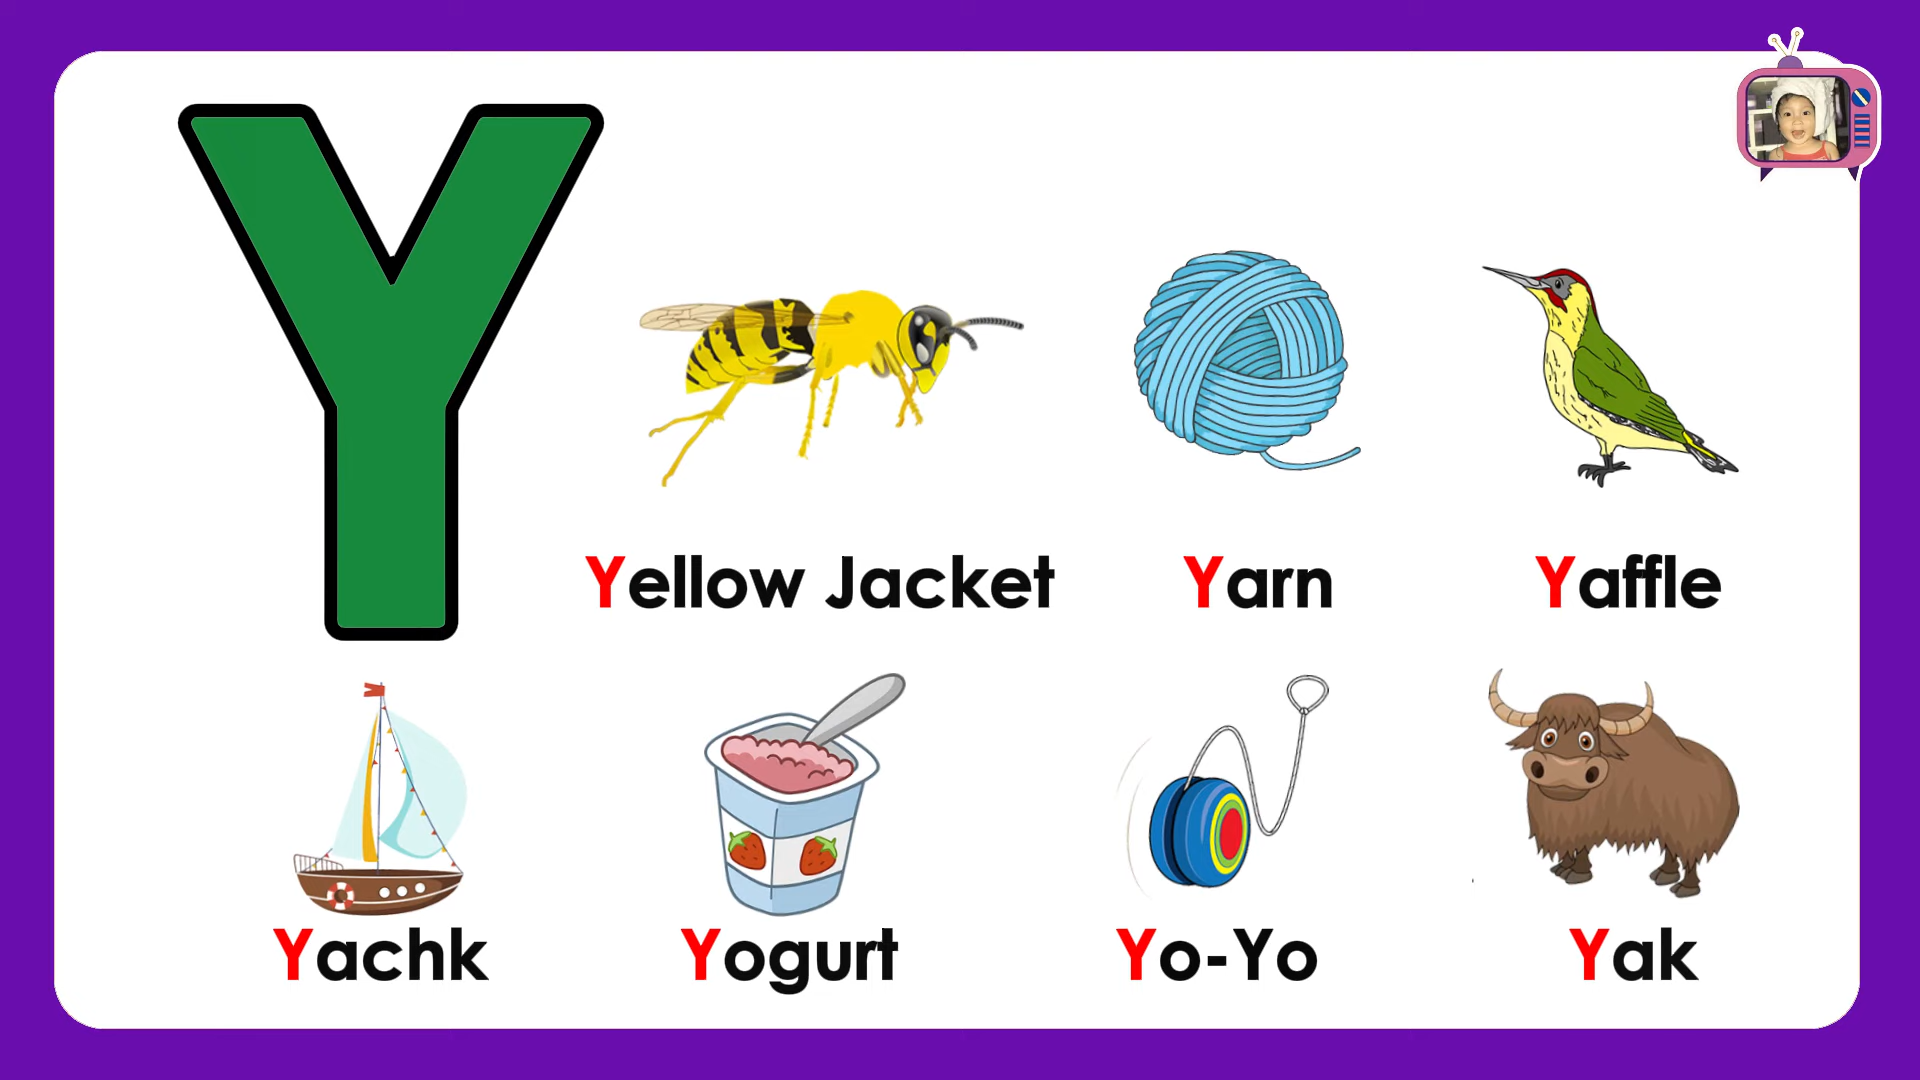 Y
Yellow Jacket
Yarn
Yaffle
Yachk
Yogurt
Yo-Yo
Yak